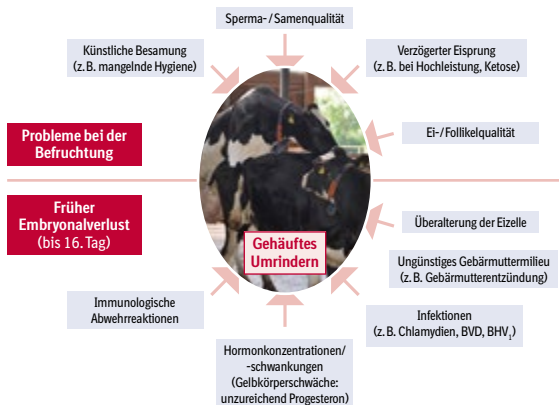 Sperma-/Samenqualität
Künstliche Besamung
(z.B. mangelnde Hygiene)
Verzögerter Eisprung
(z.B. bei Hochleistung, Ketose)
Probleme bei der
Befruchtung
Ei-/Follikelqualität
Früher
Embryonalverlust
(bis 16. Tag)
Überalterung der Eizelle
Gehäuftes
Umrindern
Ungünstiges Gebärmuttermilieu
(z.B. Gebärmutterentzündung)
Immunologische
Abwehrreaktionen
Infektionen
(z.B. Chlamydien, BVD, BHV₁)
Hormonkonzentrationen/
-schwankungen
(Gelbkörperschwäche:
unzureichend Progesteron)